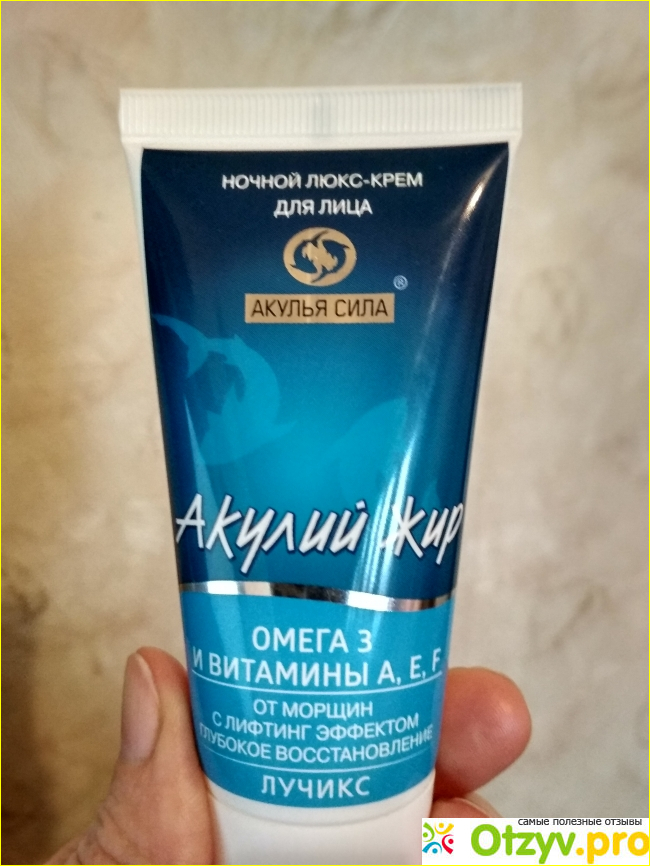 НОЧНОЙ ЛЮКС-КРЕМ
ДЛЯ ЛИЦА
®
АКУЛЬЯ СИЛА
Акулий Жир
ОМЕГА 3
И ВИТАМИНЫ А, Е, F
ОТ МОРЩИН
С ЛИФТИНГ ЭФФЕКТОМ
ГЛУБОКОЕ ВОССТАНОВЛЕНИЕ
ЛУЧИКС
самые полезные отзывы
Otzyv.pro